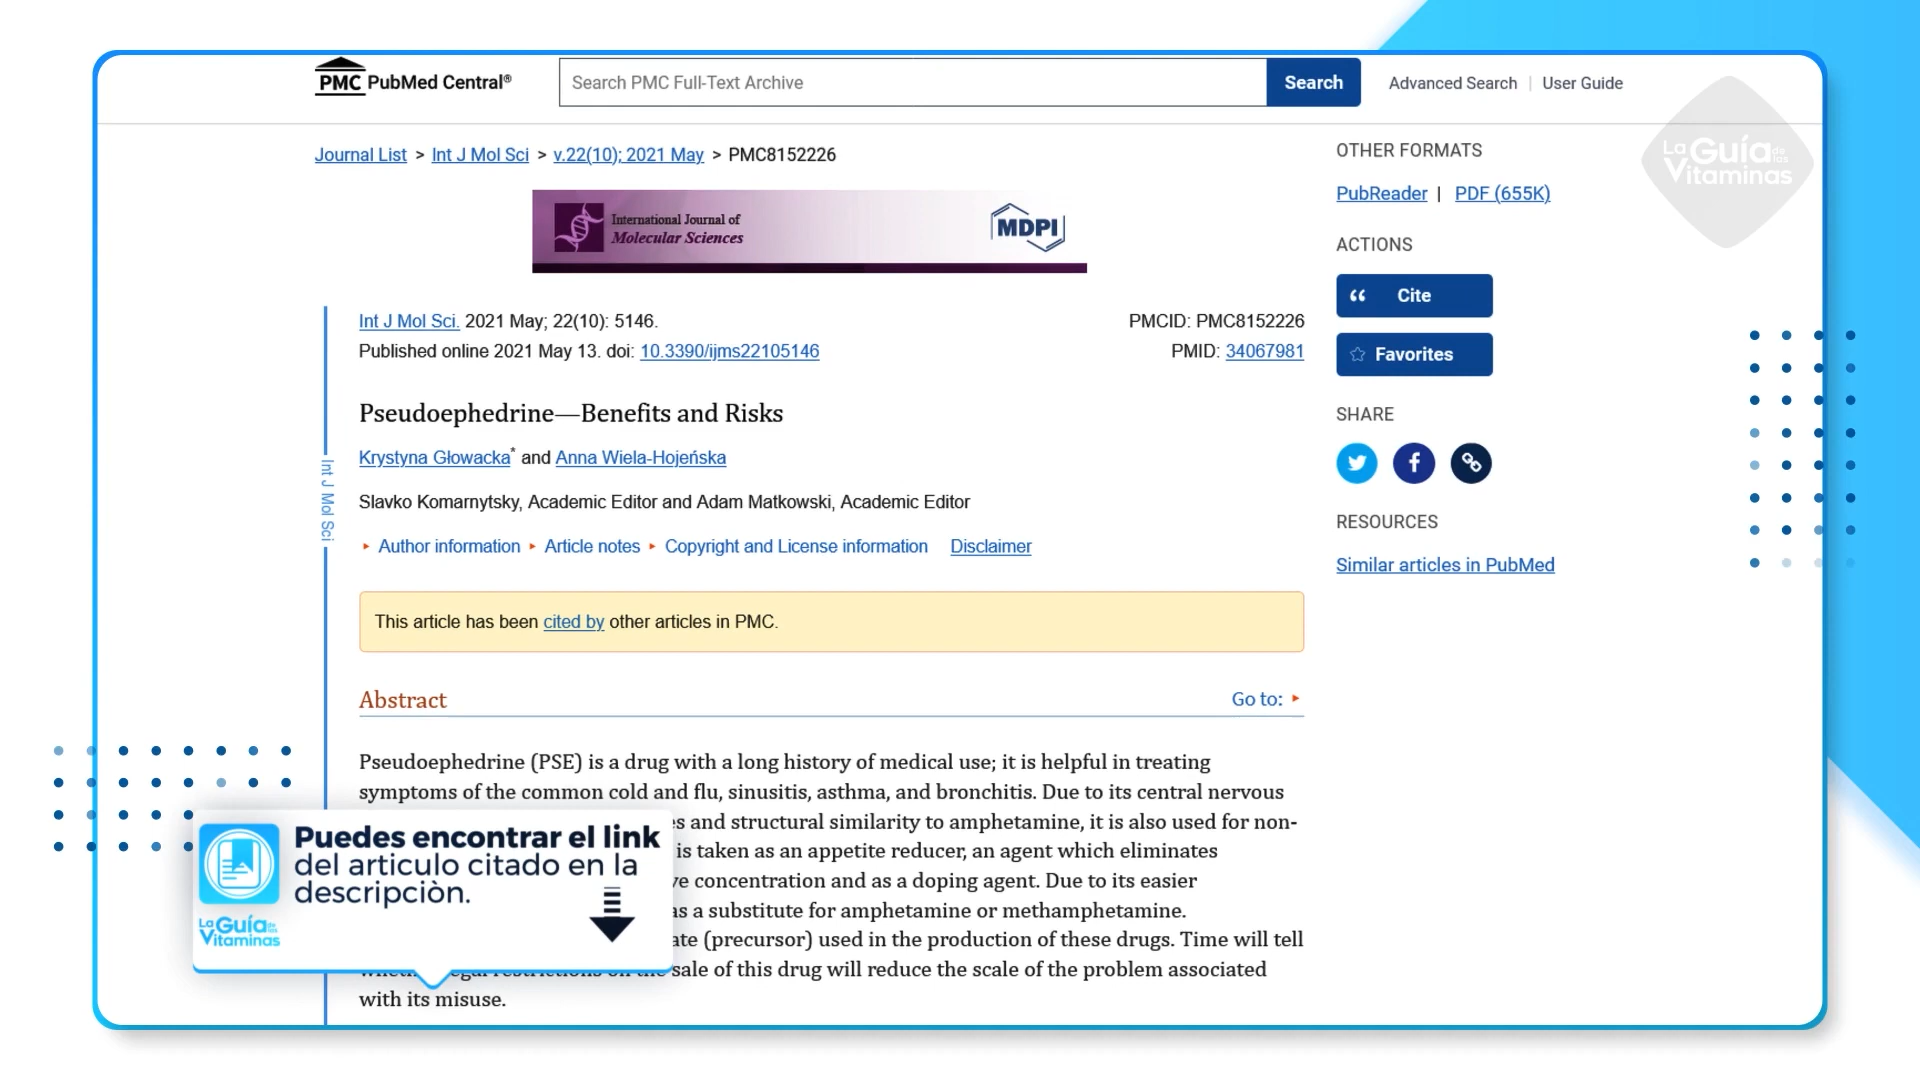 PMC PubMed Central®
Search PMC Full-Text Archive
Search
Advanced Search | User Guide
La Guía de las Vitaminas
Journal List > Int J Mol Sci > v.22(10); 2021 May > PMC8152226
OTHER FORMATS
PubReader | PDF (655K)
International Journal of
Molecular Sciences
MDPI
ACTIONS
Cite
Favorites
Int J Mol Sci. 2021 May; 22(10): 5146.
PMCID: PMC8152226
Published online 2021 May 13. doi: 10.3390/ijms22105146
PMID: 34067981
SHARE
Pseudoephedrine—Benefits and Risks
Krystyna Głowacka* and Anna Wiela-Hojeńska
Int J Mol Sci
Slavko Komarnytsky, Academic Editor and Adam Matkowski, Academic Editor
RESOURCES
Similar articles in PubMed
Author information Article notes Copyright and License information Disclaimer
This article has been cited by other articles in PMC.
Abstract
Go to:
Pseudoephedrine (PSE) is a drug with a long history of medical use; it is helpful in treating
symptoms of the common cold and flu, sinusitis, asthma, and bronchitis. Due to its central nervous
and structural similarity to amphetamine, it is also used for non-
is taken as an appetite reducer, an agent which eliminates
concentration and as a doping agent. Due to its easier
as a substitute for amphetamine or methamphetamine.
(precursor) used in the production of these drugs. Time will tell
sale of this drug will reduce the scale of the problem associated
with its misuse.
Puedes encontrar el link
del articulo citado en la
descripciòn.
La Guía de las
Vitaminas